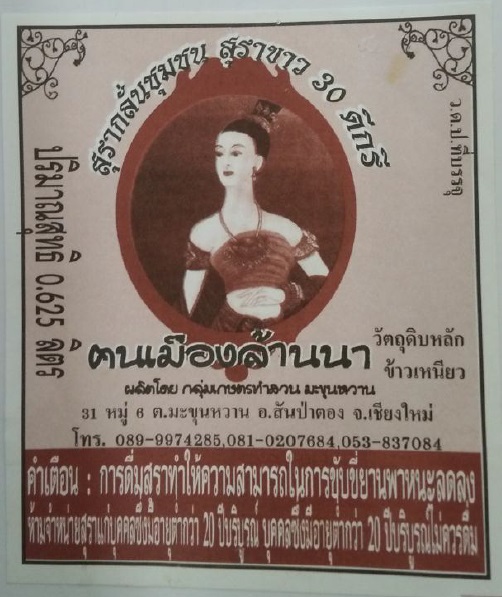 สุรากลั่นชุมชน สุราขาว 30 ดีกรี
ว.ด.ป.ที่บรรจุ
ปริมาณสุทธิ 0.625 ลิตร
ฅนเมืองล้านนา
วัตถุดิบหลัก
ข้าวเหนียว
ผลิตโดย กลุ่มเกษตรทำสวน มะขุนหวาน
31 หมู่ 6 ต.มะขุนหวาน อ.สันป่าตอง จ.เชียงใหม่
โทร. 089-9974285,081-0207684,053-837084
คำเตือน : การดื่มสุราทำให้ความสามารถในการขับขี่ยานพาหนะลดลง
ห้ามจำหน่ายสุราแก่บุคคลซึ่งมีอายุต่ำกว่า 20 ปีบริบูรณ์ บุคคลซึ่งมีอายุต่ำกว่า 20 ปีบริบูรณ์ไม่ควรดื่ม